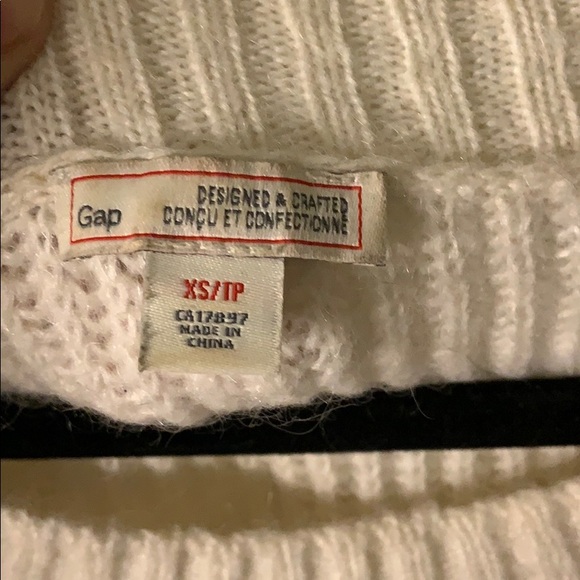 Gap
DESIGNED & CRAFTED
CONÇU ET CONFECTIONNÉ
XS/TP
CA17897
MADE IN
CHINA